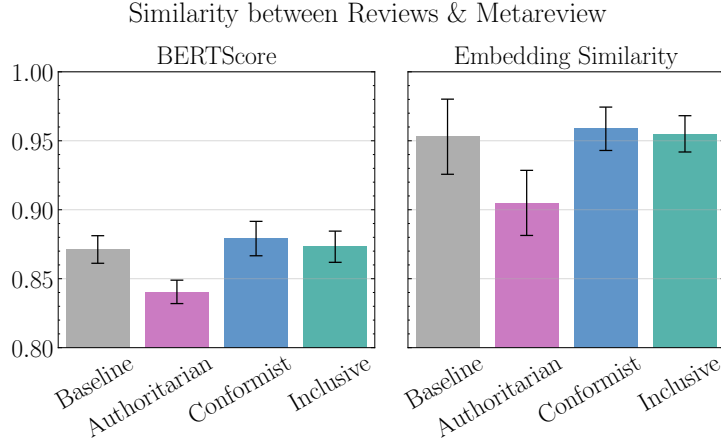 Similarity between Reviews & Metareview
BERTScore
Embedding Similarity
1.00
0.95
0.90
0.85
0.80
Baseline
Authoritarian
Conformist
Inclusive
Baseline
Authoritarian
Conformist
Inclusive